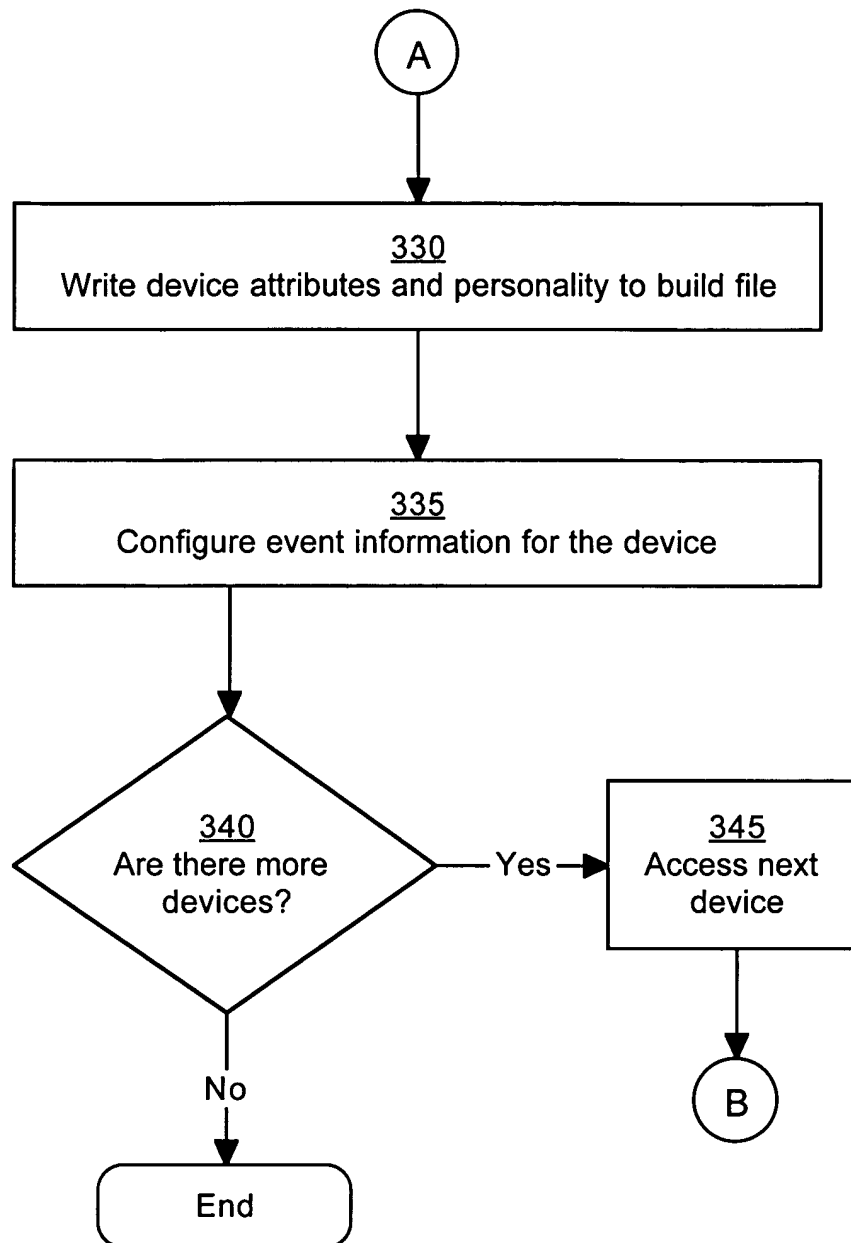 A
330
Write device attributes and personality to build file
335
Configure event information for the device
340
Are there more
devices?
Yes
345
Access next
device
No
B
End